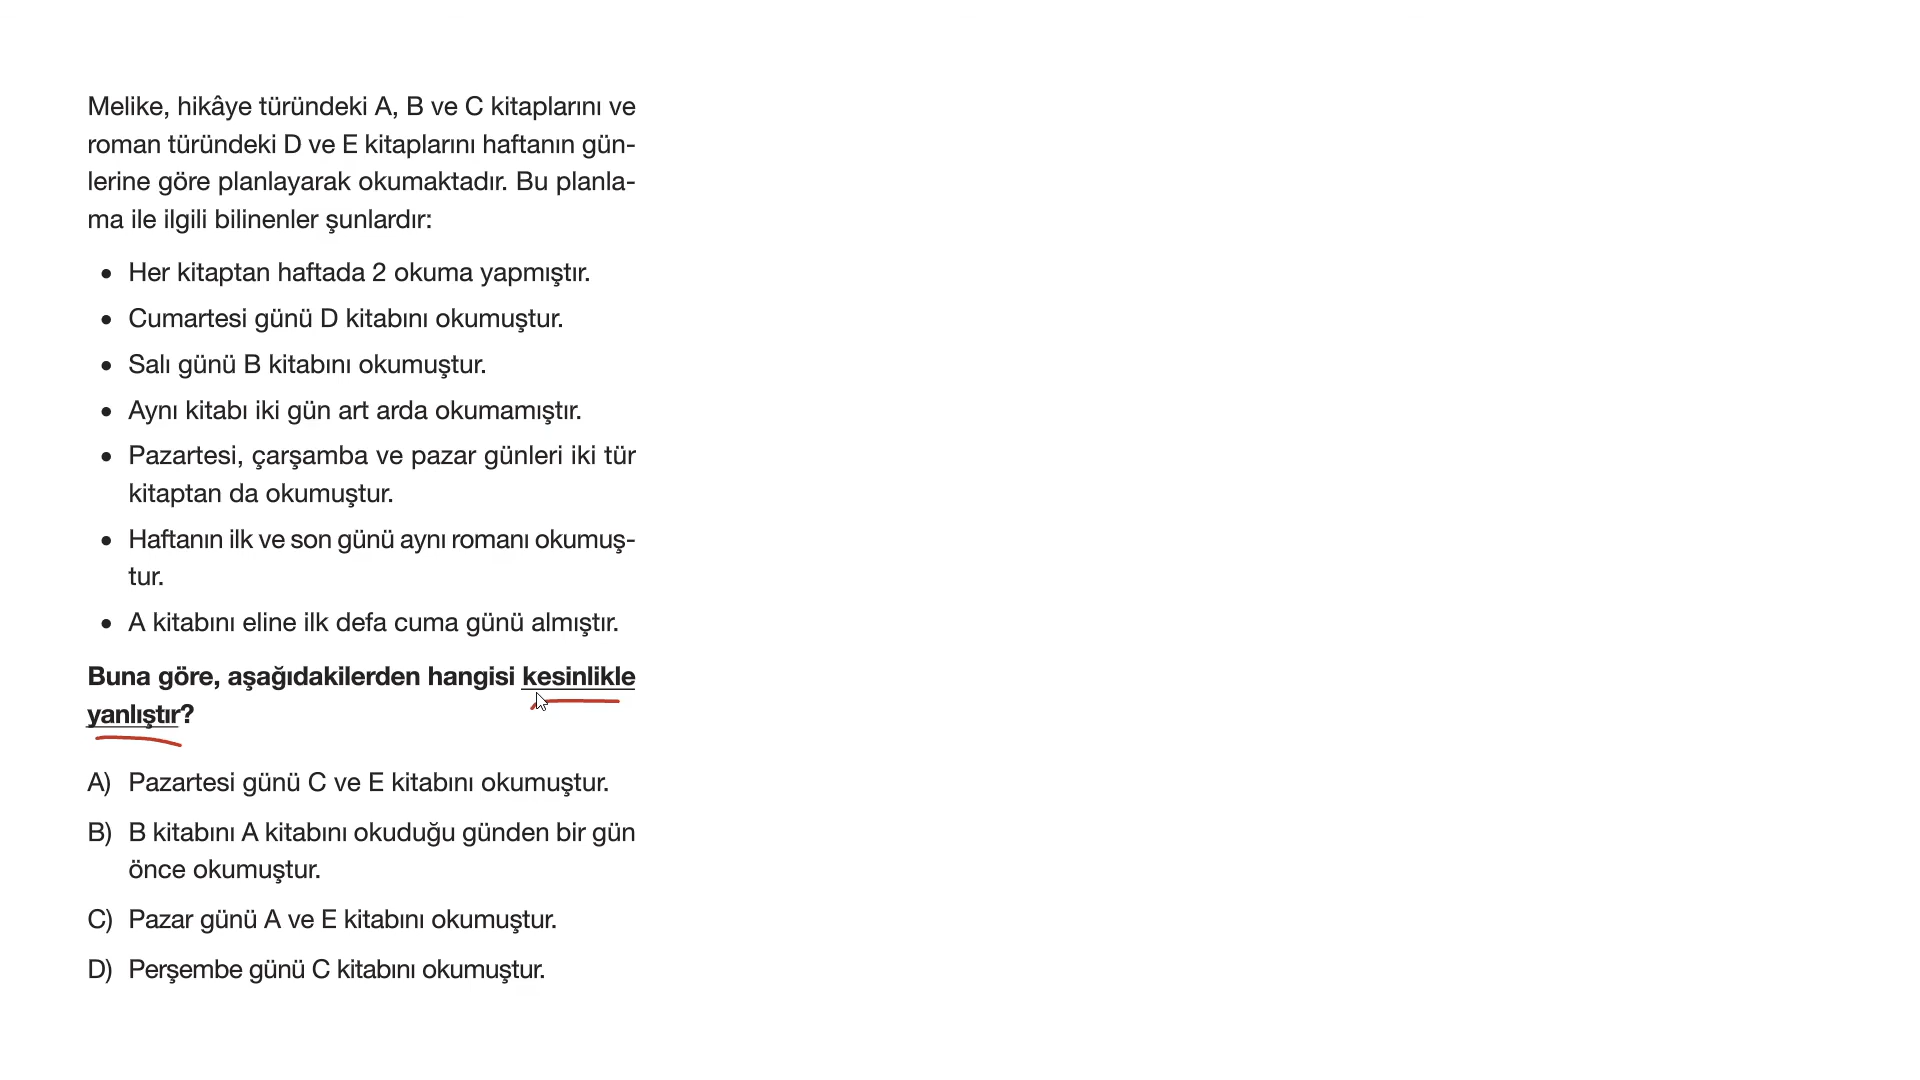 Melike, hikâye türündeki A, B ve C kitaplarını ve
roman türündeki D ve E kitaplarını haftanın gün-
lerine göre planlayarak okumaktadır. Bu planla-
ma ile ilgili bilinenler şunlardır:
• Her kitaptan haftada 2 okuma yapmıştır.
• Cumartesi günü D kitabını okumuştur.
• Salı günü B kitabını okumuştur.
• Aynı kitabı iki gün art arda okumamıştır.
• Pazartesi, çarşamba ve pazar günleri iki tür
kitaptan da okumuştur.
• Haftanın ilk ve son günü aynı romanı okumuş-
tur.
• A kitabını eline ilk defa cuma günü almıştır.
Buna göre, aşağıdakilerden hangisi kesinlikle
yanlıştır?
A) Pazartesi günü C ve E kitabını okumuştur.
B) B kitabını A kitabını okuduğu günden bir gün
önce okumuştur.
C) Pazar günü A ve E kitabını okumuştur.
D) Perşembe günü C kitabını okumuştur.